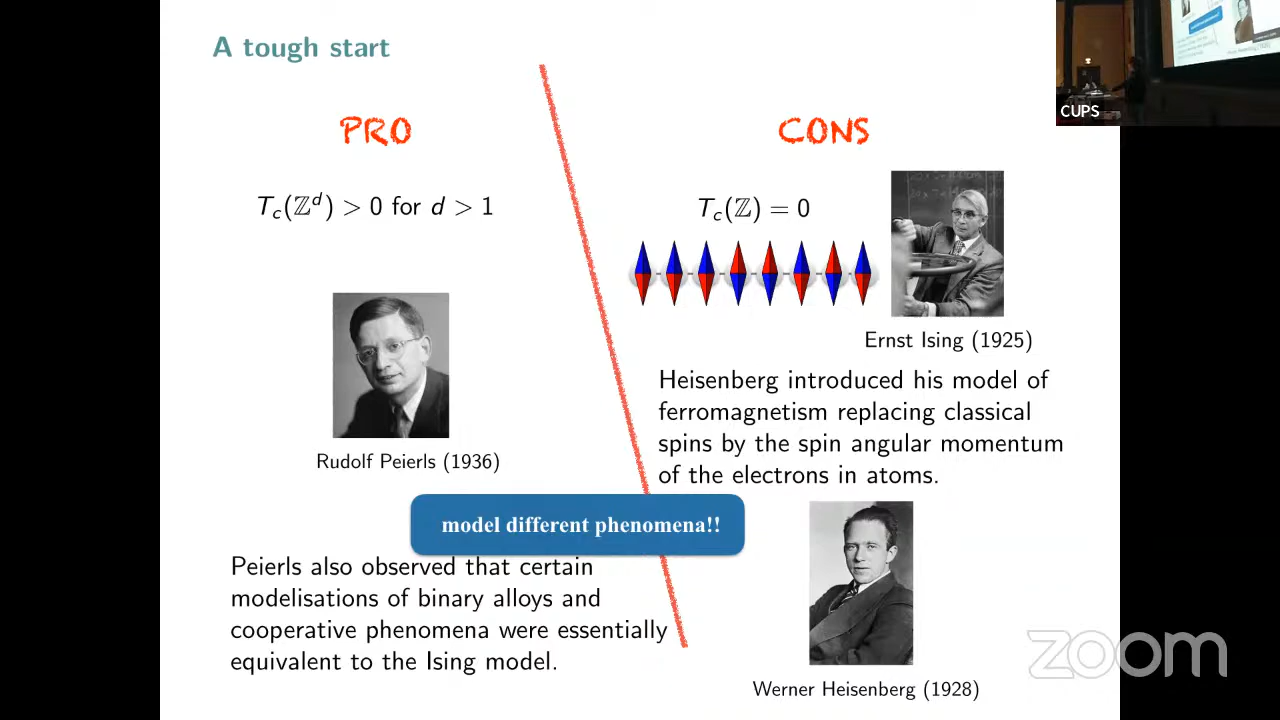 A tough start
PRO
T_c(ℤ^d) > 0 for d > 1
Rudolf Peierls (1936)
Peierls also observed that certain
modelisations of binary alloys and
cooperative phenomena were essentially
equivalent to the Ising model.
model different phenomena!!
CONS
T_c(ℤ) = 0
Ernst Ising (1925)
Heisenberg introduced his model of
ferromagnetism replacing classical
spins by the spin angular momentum
of the electrons in atoms.
Werner Heisenberg (1928)
CUPS
zoom